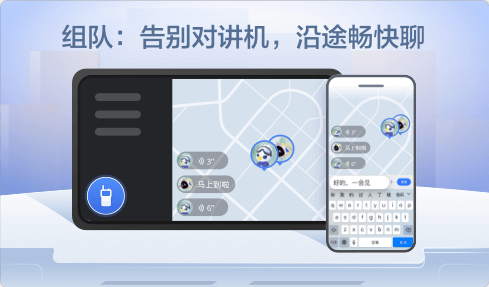 组队：告别对讲机，沿途畅快聊
3"
马上到啦
6"
3"
马上到啦
6"
好的，一会见
q w e r t y u i o p
a s d f g h j k l
z x c v b n m